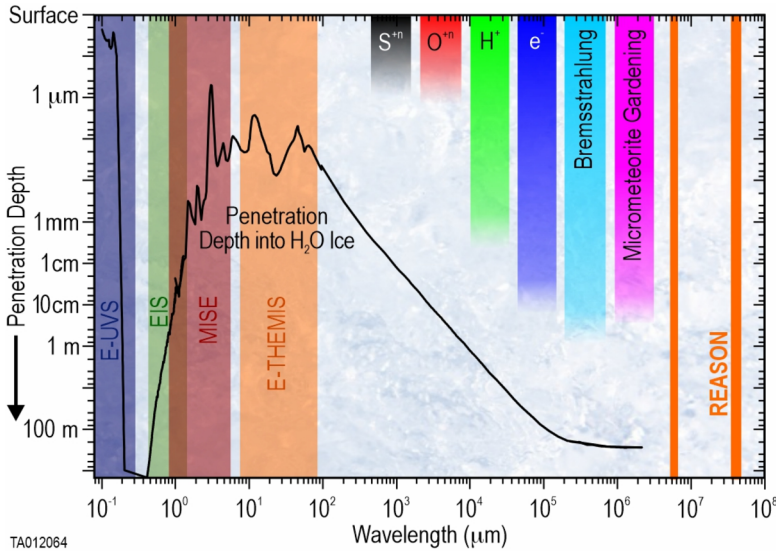 Surface
1 μm
1mm
1cm
10cm
1 m
100 m
Penetration Depth
S⁺ⁿ
O⁺ⁿ
H⁺
e⁻
Bremsstrahlung
Micrometeorite Gardening
Penetration
Depth into H₂O Ice
E-UVS
EIS
MISE
E-THEMIS
REASON
10⁻¹ 10⁰ 10¹ 10² 10³ 10⁴ 10⁵ 10⁶ 10⁷ 10⁸
Wavelength (μm)
TA012064